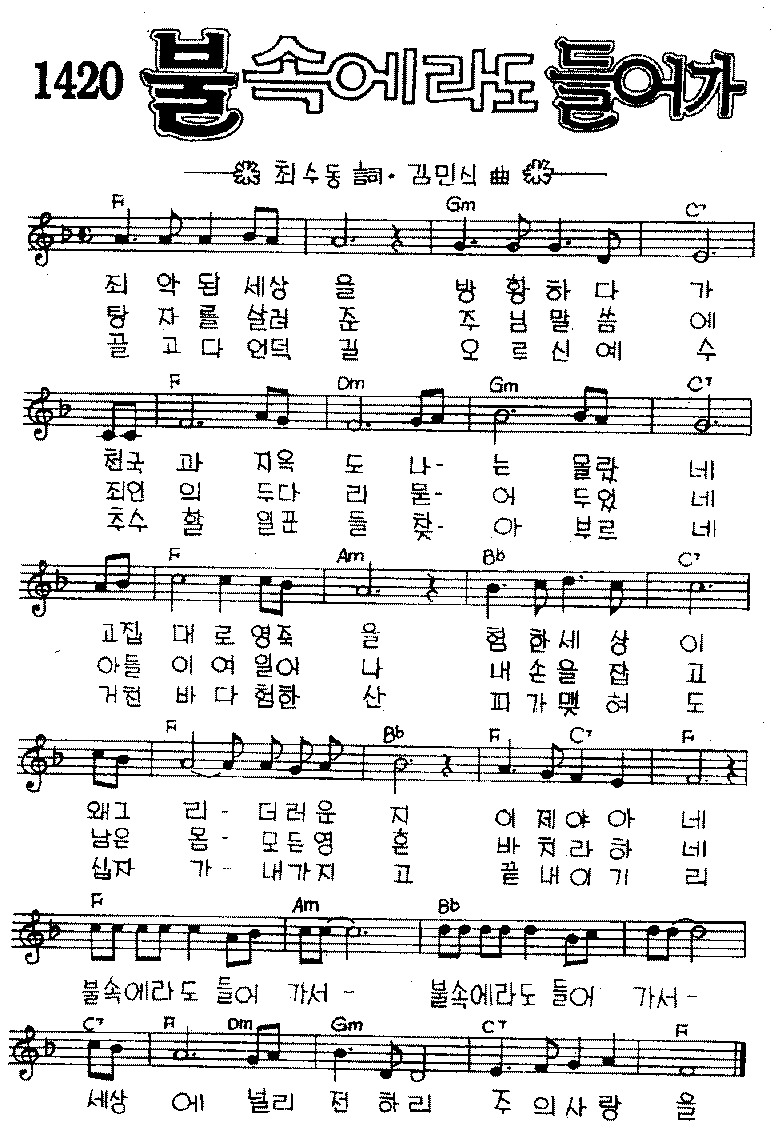 1420 불속에라도 들어가
최수동 詞·김민식 曲
F Gm C7
죄 악 된 세상 을 방 황 하 다 가
탕 자 를 살려 준 주 님 말 씀 에
골 고 다 언덕 길 오 르 신 예 수
F Dm Gm C7
천국 과 지옥 도 나- 는 몰랐 네
죄인 의 두다 리 물- 어 두었 네
추수 할 일꾼 들 찾- 아 부르 네
F Am Bb C7
고집 대 로 영죽 을 험 한 세 상 이
아들 이 여 일어 나 내 손 을 잡 고
거친 바 다 험한 산 피 가 맺 혀 도
F Bb F C7 F
왜그 리- 더러운 지 이 제 야 아 네
남은 몸- 모든영 혼 바 치 라 하 네
십자 가- 내가지 고 끝 내 이 기 리
F Am Bb
불속에라도 들어 가서- 불속에라도 들어 가서-
C7 F Dm Gm C7 F
세상 에 널리 전 하 리 주 의 사 랑 을